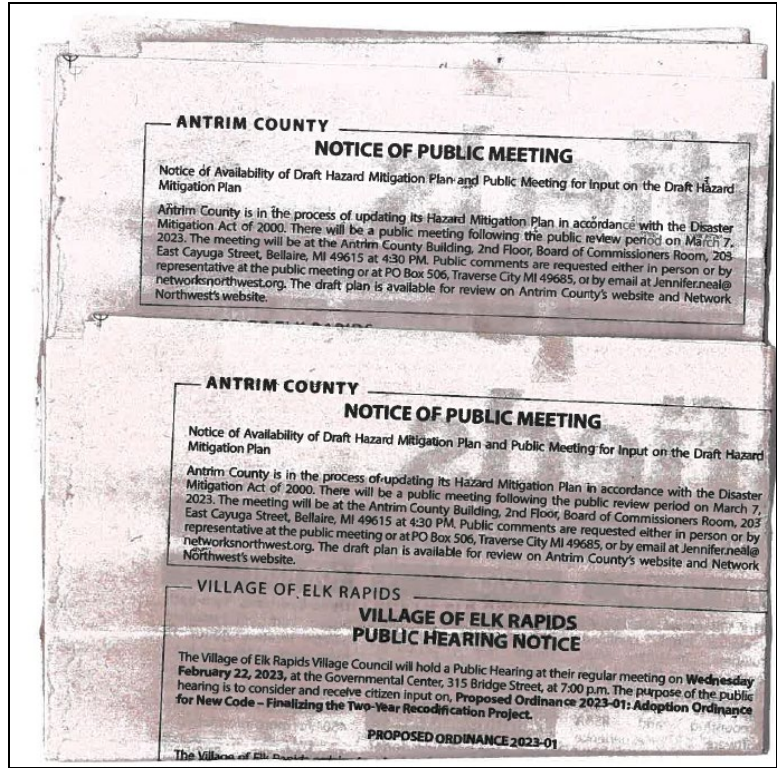 ANTRIM COUNTY
NOTICE OF PUBLIC MEETING
Notice of Availability of Draft Hazard Mitigation Plan and Public Meeting for Input on the Draft Hazard
Mitigation Plan
Antrim County is in the process of updating its Hazard Mitigation Plan in accordance with the Disaster
Mitigation Act of 2000. There will be a public meeting following the public review period on March 7,
2023. The meeting will be at the Antrim County Building, 2nd Floor, Board of Commissioners Room, 203
East Cayuga Street, Bellaire, MI 49615 at 4:30 PM. Public comments are requested either in person or by
representative at the public meeting or at PO Box 506, Traverse City MI 49685, or by email at Jennifer.neal@
networksnorthwest.org. The draft plan is available for review on Antrim County's website and Network
Northwest's website.
ANTRIM COUNTY
NOTICE OF PUBLIC MEETING
Notice of Availability of Draft Hazard Mitigation Plan and Public Meeting for Input on the Draft Hazard
Mitigation Plan
Antrim County is in the process of updating its Hazard Mitigation Plan in accordance with the Disaster
Mitigation Act of 2000. There will be a public meeting following the public review period on March 7,
2023. The meeting will be at the Antrim County Building, 2nd Floor, Board of Commissioners Room, 203
East Cayuga Street, Bellaire, MI 49615 at 4:30 PM. Public comments are requested either in person or by
representative at the public meeting or at PO Box 506, Traverse City MI 49685, or by email at Jennifer.neal@
networksnorthwest.org. The draft plan is available for review on Antrim County's website and Network
Northwest's website.
VILLAGE OF ELK RAPIDS
VILLAGE OF ELK RAPIDS
PUBLIC HEARING NOTICE
The Village of Elk Rapids Village Council will hold a Public Hearing at their regular meeting on Wednesday
February 22, 2023, at the Governmental Center, 315 Bridge Street, at 7:00 p.m. The purpose of the public
hearing is to consider and receive citizen input on, Proposed Ordinance 2023-01: Adoption Ordinance
for New Code – Finalizing the Two-Year Recodification Project.
PROPOSED ORDINANCE 2023-01
The Village of Elk Rapids